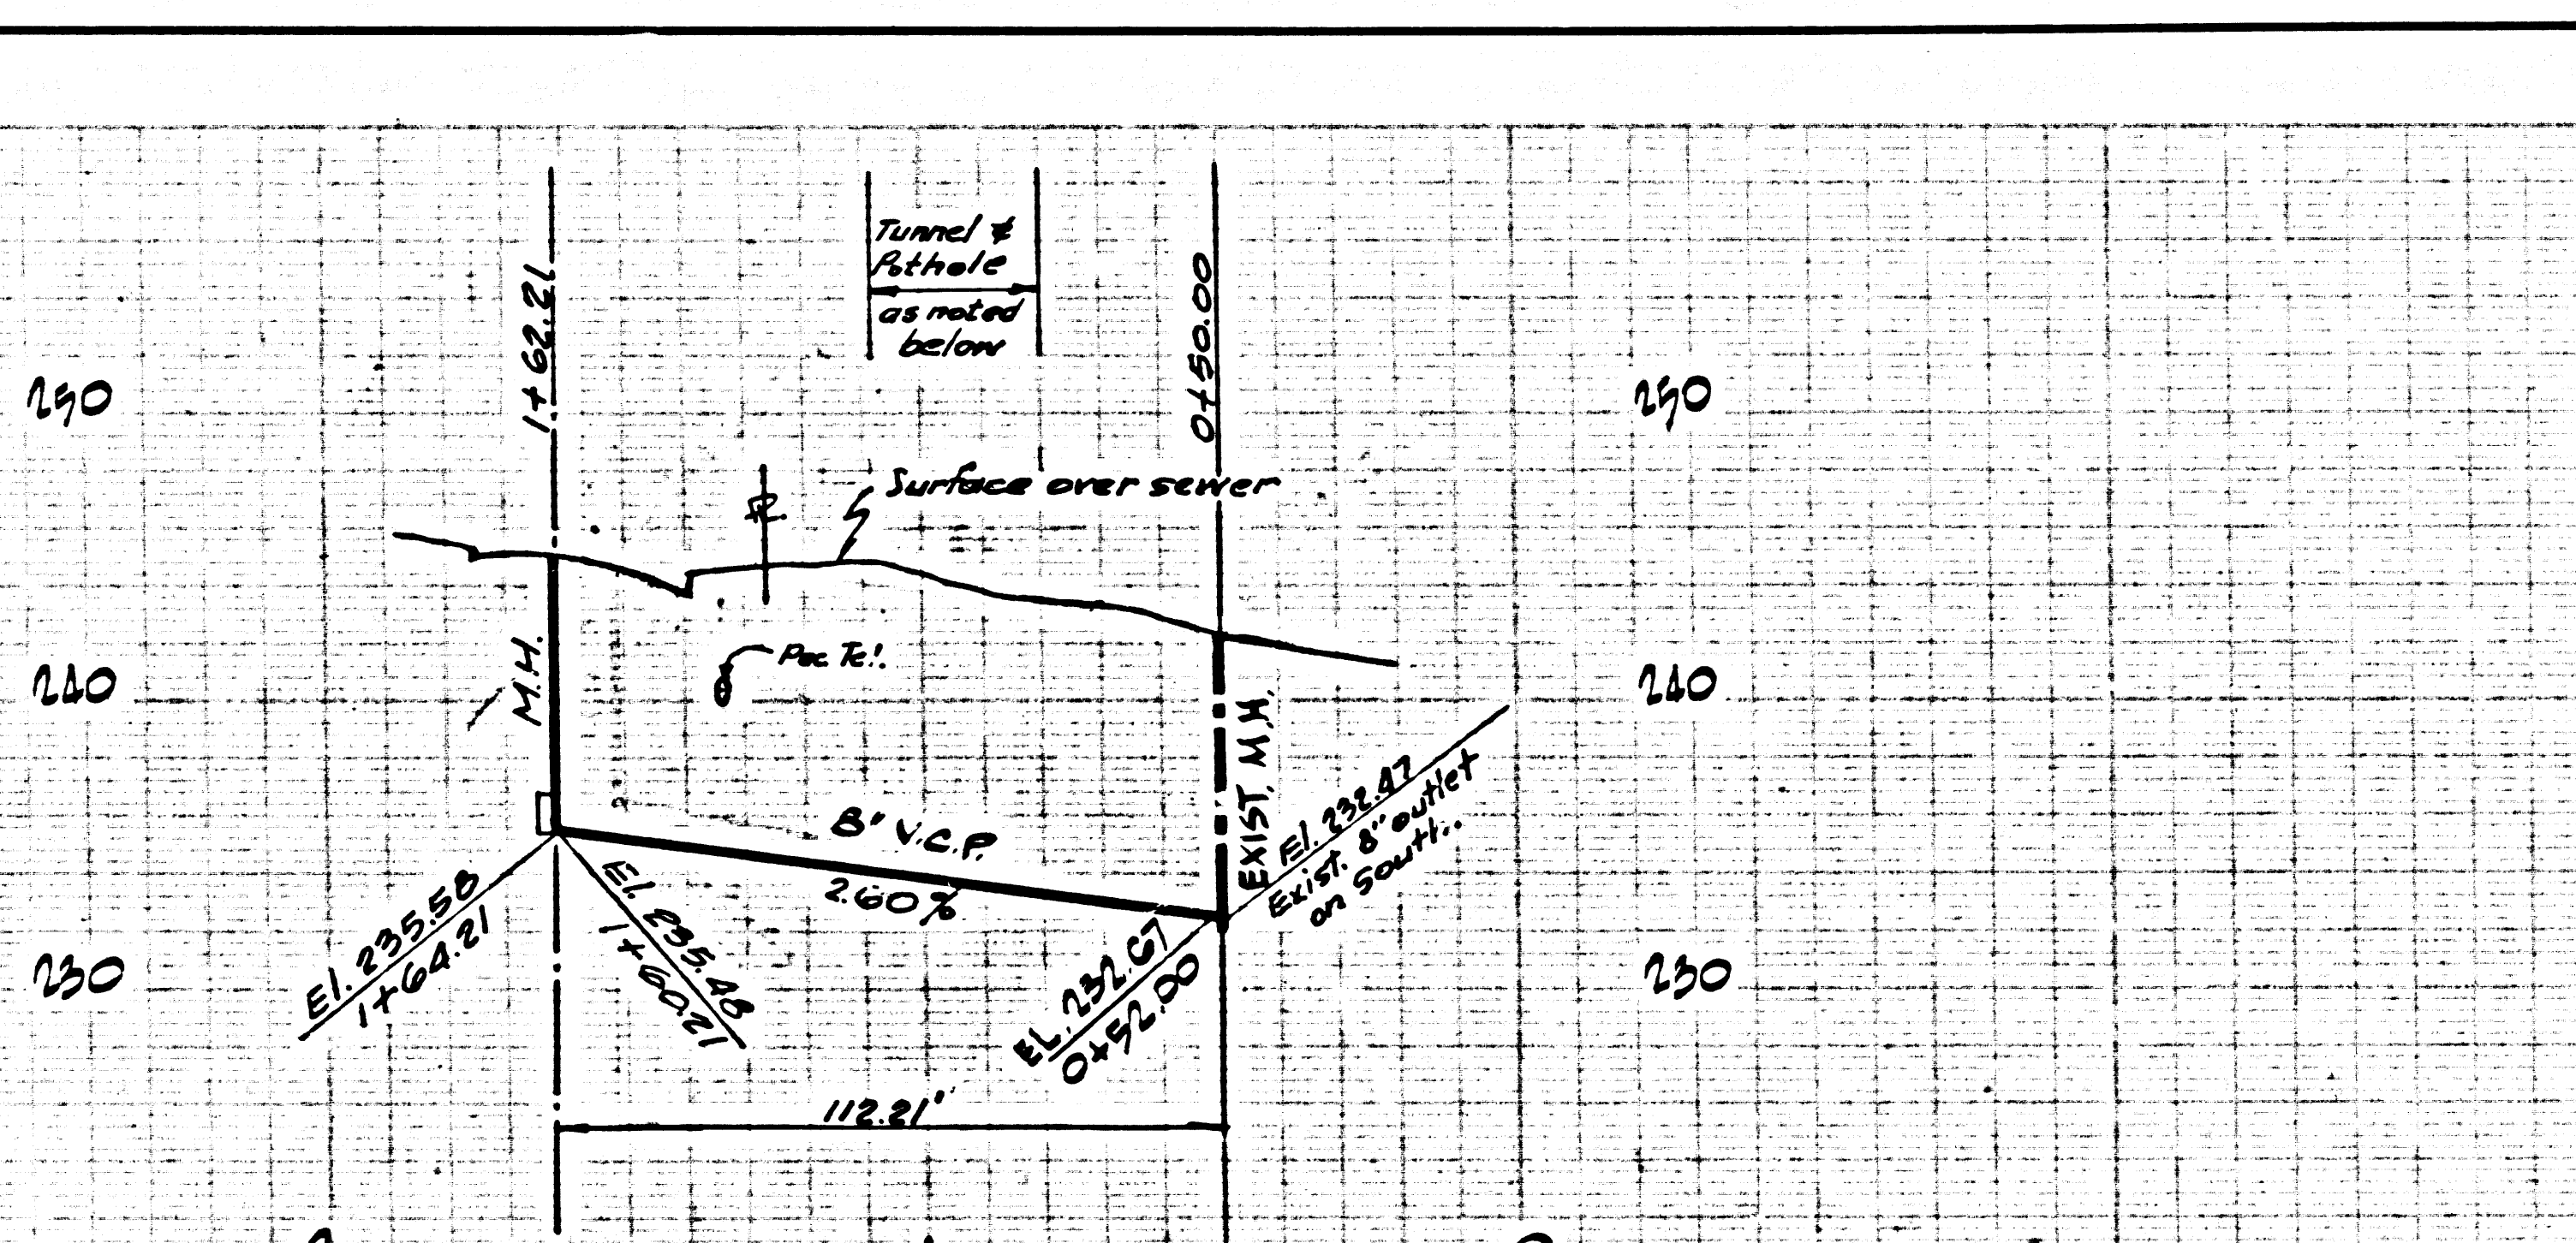 Tunnel &
Pothole
as noted
below
1+62.21
0+50.00
250
250
Surface over sewer
Pac Tel.
240
M.H.
240
EXIST. M.H.
8" V.C.P.
2.60%
El. 232.47
Exist. 8" outlet
on South
230
El. 235.58
1+64.21
El. 235.48
1+60.21
EL. 232.67
0+52.00
230
112.21'